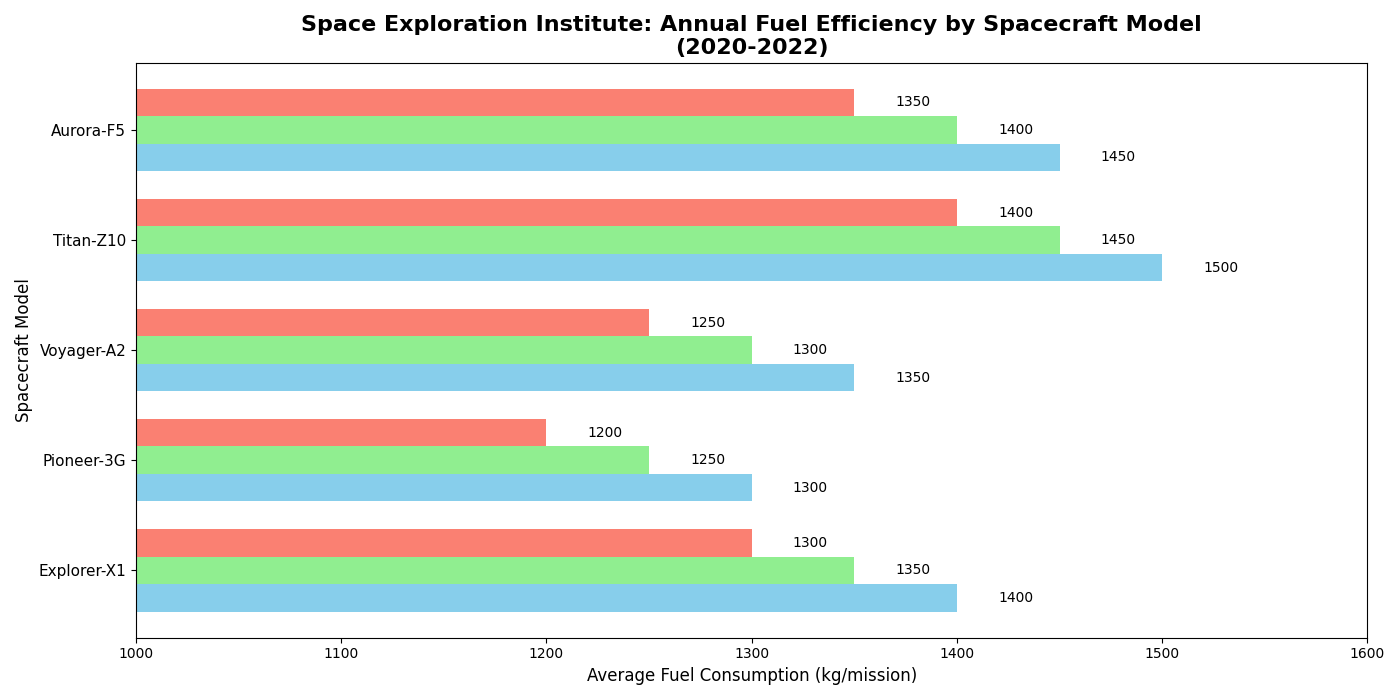 Space Exploration Institute: Annual Fuel Efficiency by Spacecraft Model
(2020-2022)
Spacecraft Model
Aurora-F5
1350
1400
1450
Titan-Z10
1400
1450
1500
Voyager-A2
1250
1300
1350
Pioneer-3G
1200
1250
1300
Explorer-X1
1300
1350
1400
1000 1100 1200 1300 1400 1500 1600
Average Fuel Consumption (kg/mission)